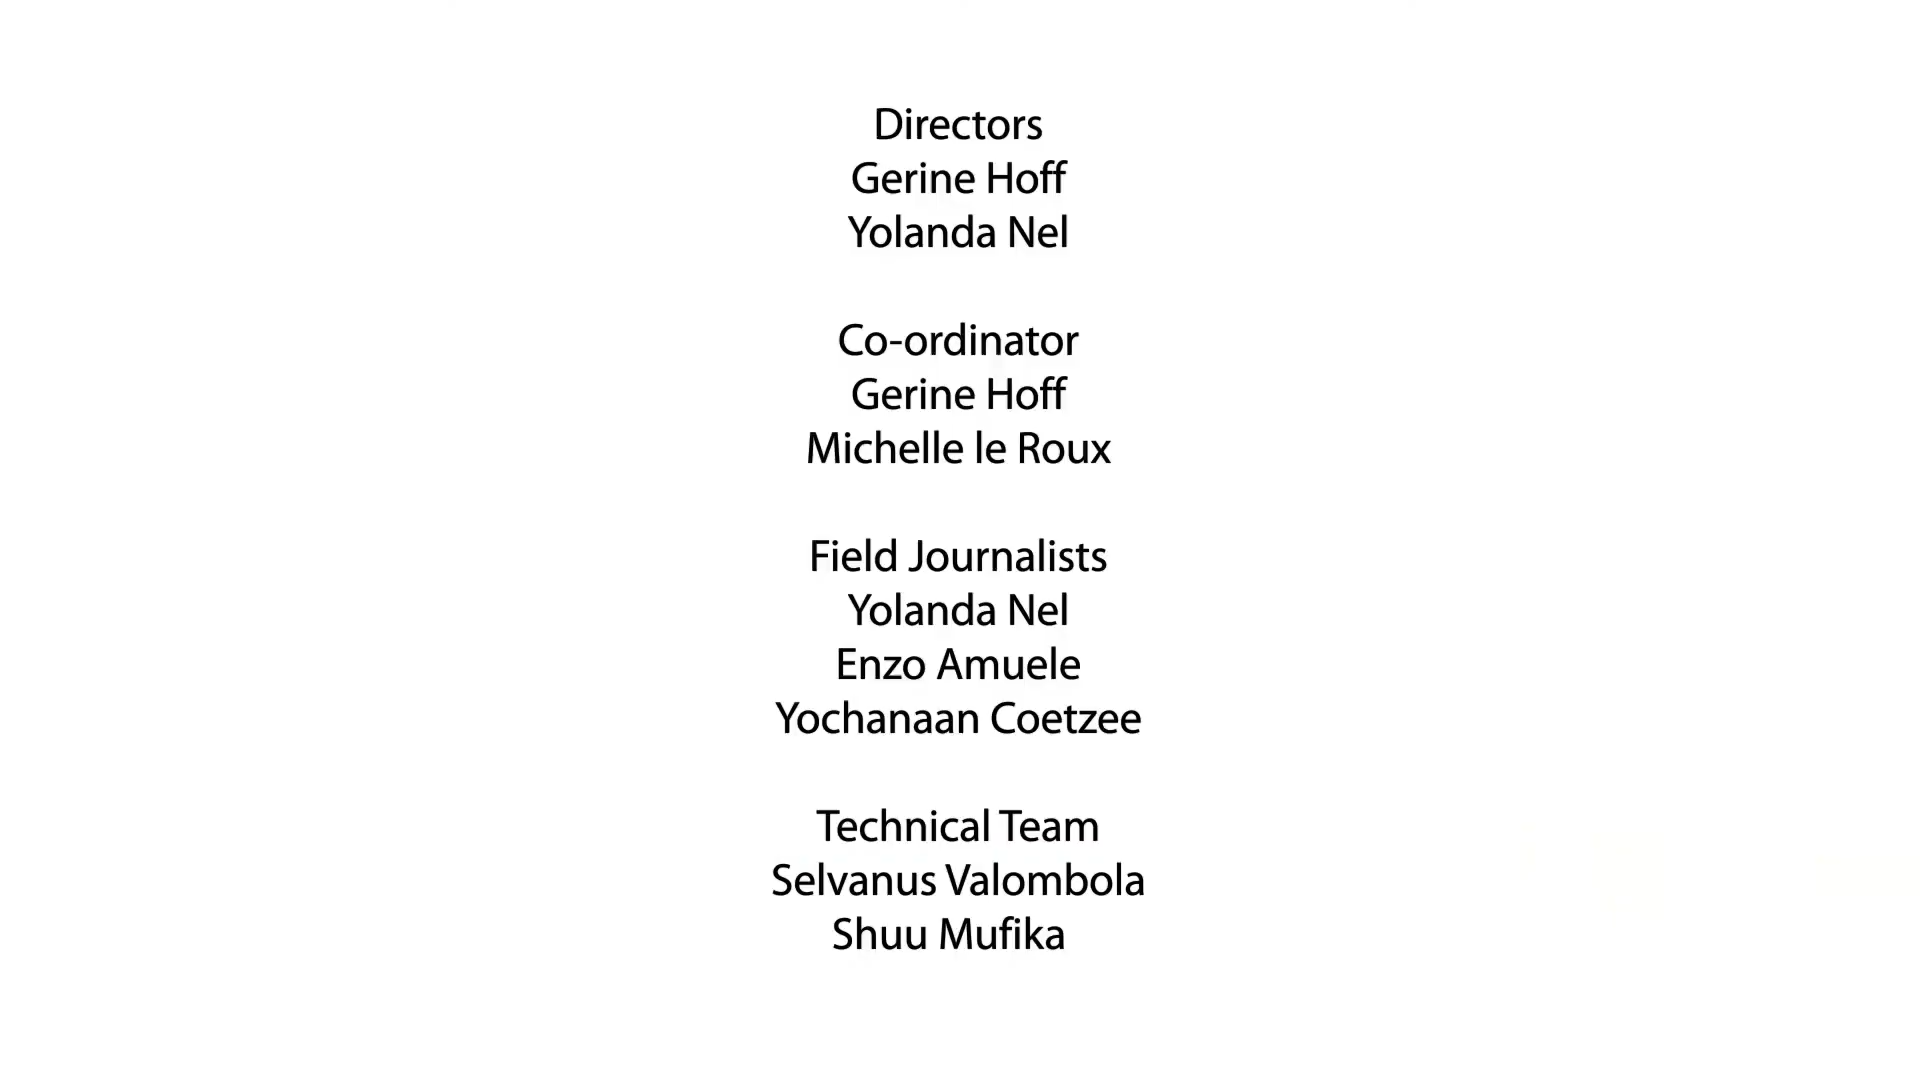 Directors
Gerine Hoff
Yolanda Nel
Co-ordinator
Gerine Hoff
Michelle le Roux
Field Journalists
Yolanda Nel
Enzo Amuele
Yochanaan Coetzee
Technical Team
Selvanus Valombola
Shuu Mufika